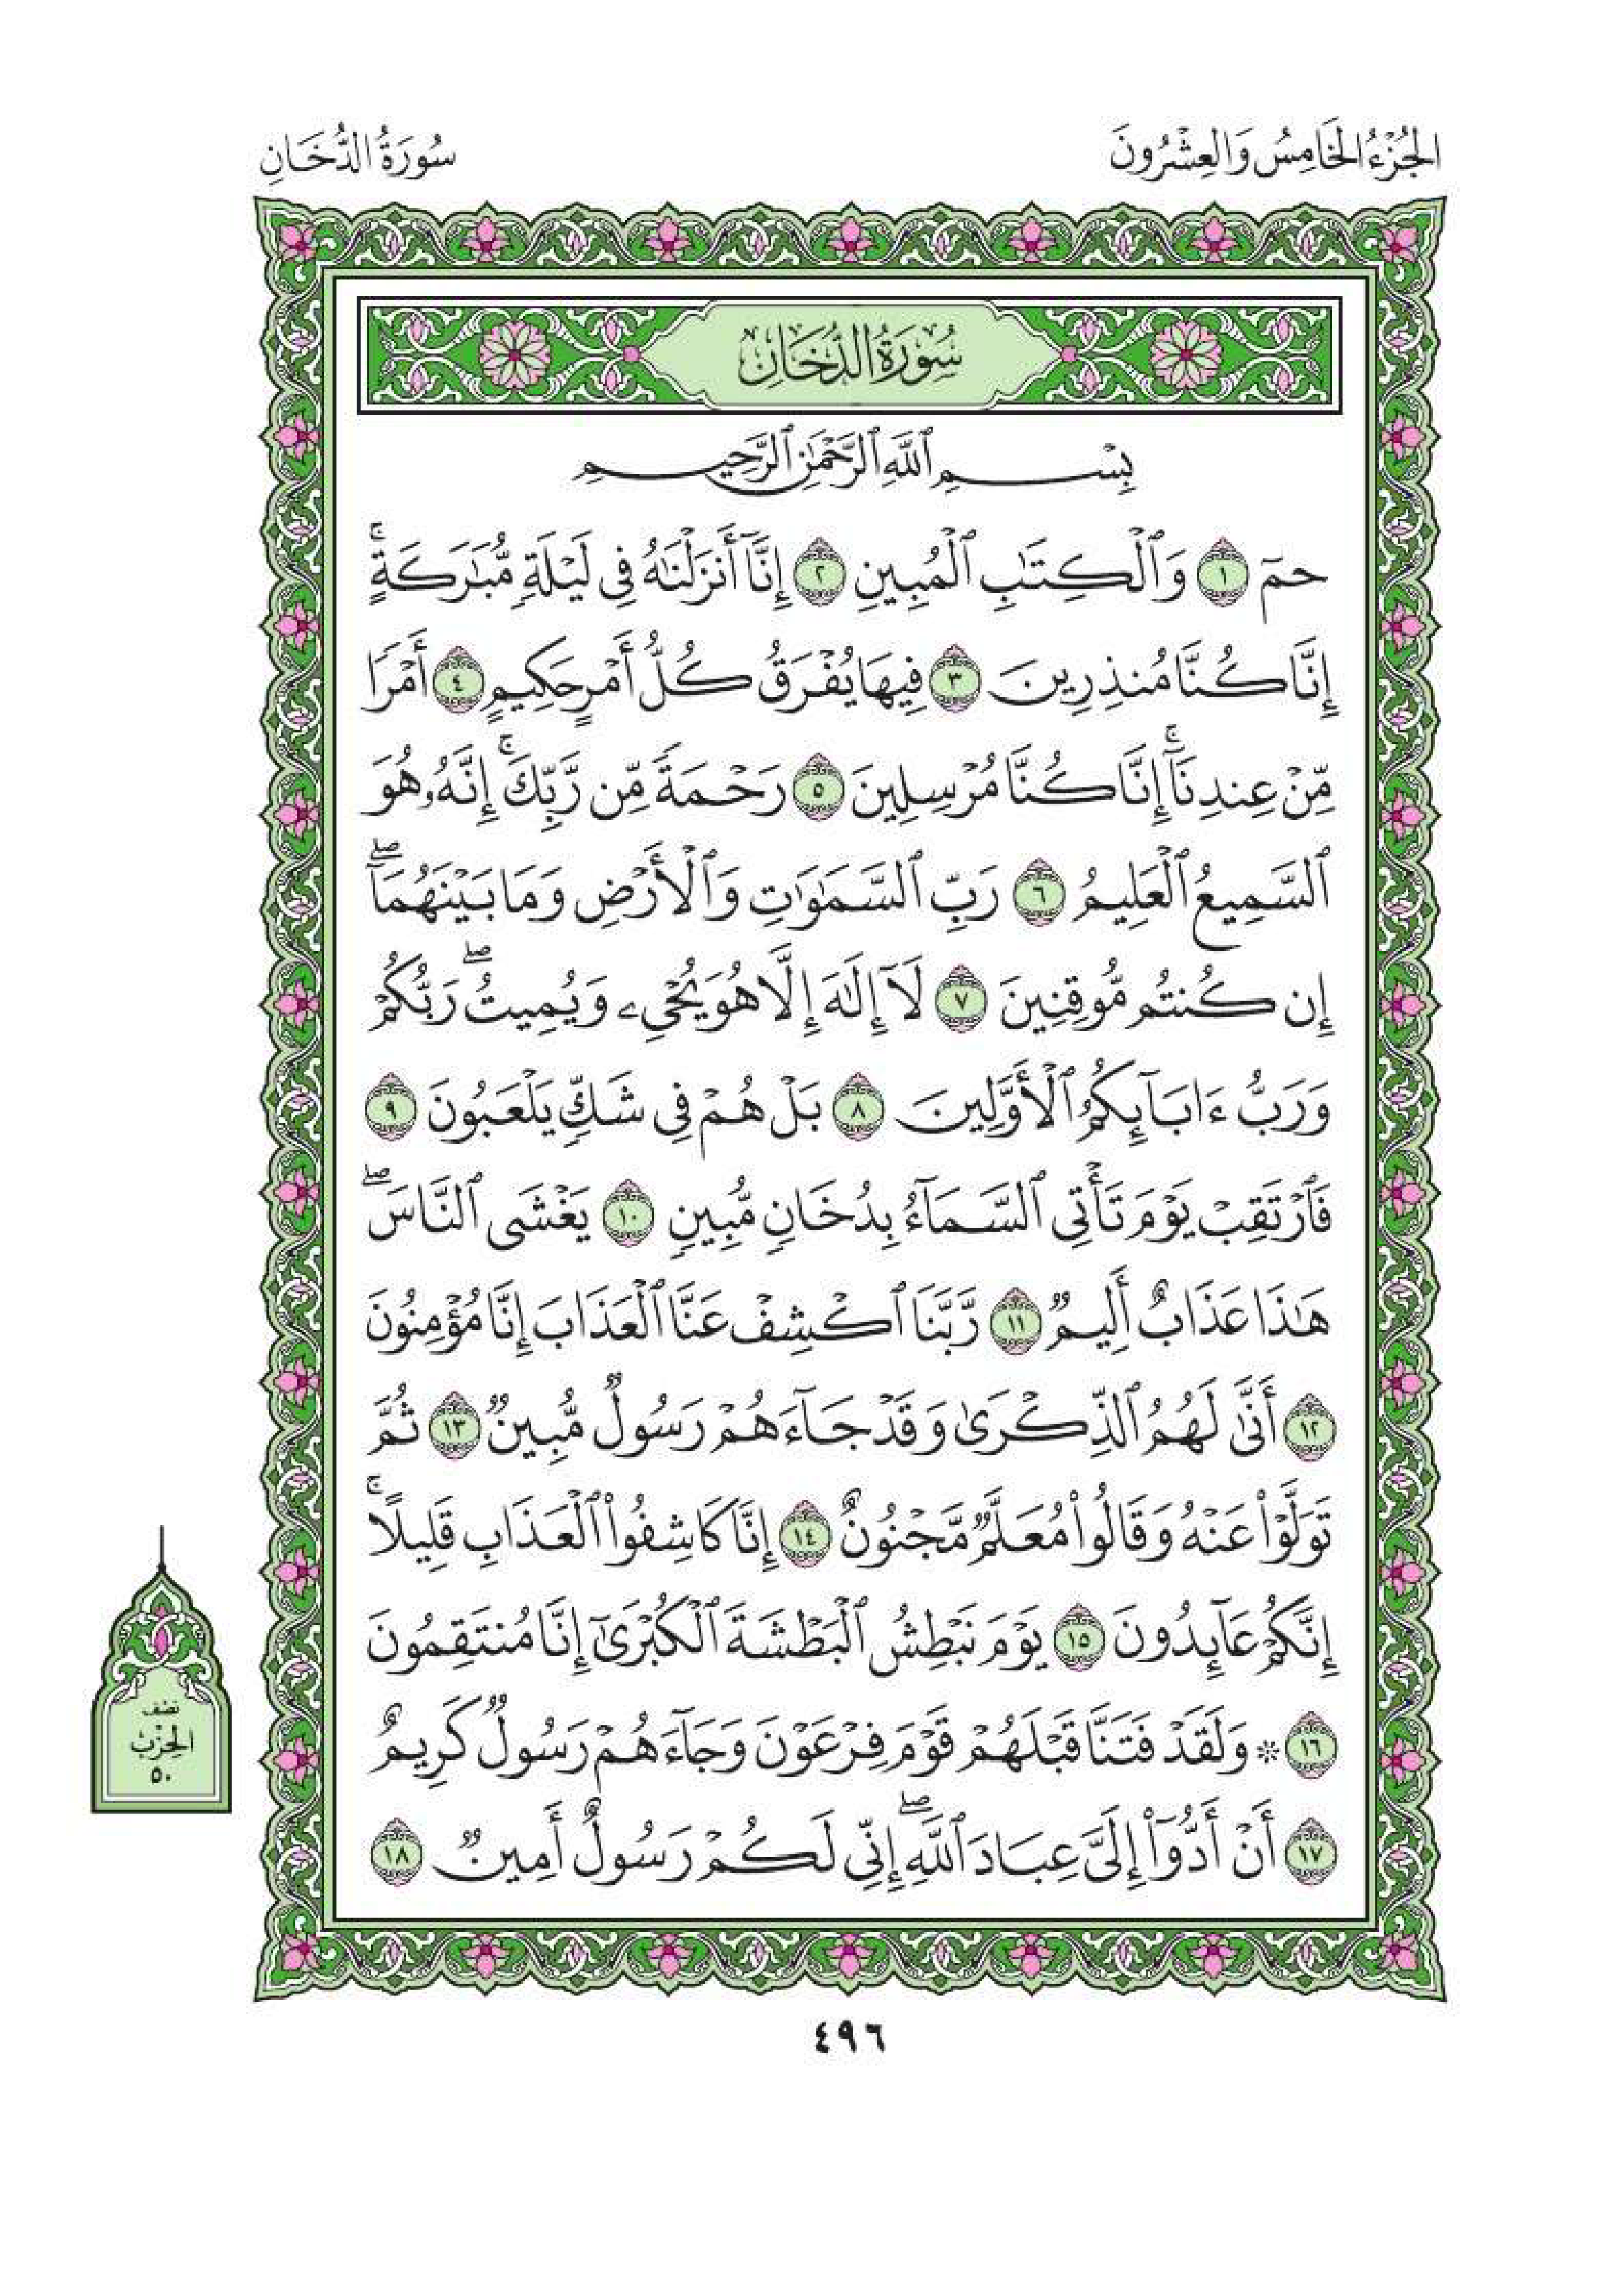 الجُزْءُ الخَامِسُ وَالعِشْرُونَ
سُورَةُ الدُّخَانِ
سُورَةُ الدُّخَانِ
بِسْمِ ٱللَّهِ ٱلرَّحْمَٰنِ ٱلرَّحِيمِ
حمٓ ١ وَٱلْكِتَٰبِ ٱلْمُبِينِ ٢ إِنَّآ أَنزَلْنَٰهُ فِى لَيْلَةٍ مُّبَٰرَكَةٍ ۚ
إِنَّا كُنَّا مُنذِرِينَ ٣ فِيهَا يُفْرَقُ كُلُّ أَمْرٍ حَكِيمٍ ٤ أَمْرًا
مِّنْ عِندِنَآ ۚ إِنَّا كُنَّا مُرْسِلِينَ ٥ رَحْمَةً مِّن رَّبِّكَ ۚ إِنَّهُۥ هُوَ
ٱلسَّمِيعُ ٱلْعَلِيمُ ٦ رَبِّ ٱلسَّمَٰوَٰتِ وَٱلْأَرْضِ وَمَا بَيْنَهُمَآ ۖ
إِن كُنتُم مُّوقِنِينَ ٧ لَآ إِلَٰهَ إِلَّا هُوَ يُحْىِۦ وَيُمِيتُ ۖ رَبُّكُمْ
وَرَبُّ ءَابَآئِكُمُ ٱلْأَوَّلِينَ ٨ بَلْ هُمْ فِى شَكٍّ يَلْعَبُونَ ٩
فَٱرْتَقِبْ يَوْمَ تَأْتِى ٱلسَّمَآءُ بِدُخَانٍ مُّبِينٍ ١٠ يَغْشَى ٱلنَّاسَ ۖ
هَٰذَا عَذَابٌ أَلِيمٌ ١١ رَّبَّنَا ٱكْشِفْ عَنَّا ٱلْعَذَابَ إِنَّا مُؤْمِنُونَ
١٢ أَنَّىٰ لَهُمُ ٱلذِّكْرَىٰ وَقَدْ جَآءَهُمْ رَسُولٌ مُّبِينٌ ١٣ ثُمَّ
تَوَلَّوْا۟ عَنْهُ وَقَالُوا۟ مُعَلَّمٌ مَّجْنُونٌ ١٤ إِنَّا كَاشِفُوا۟ ٱلْعَذَابِ قَلِيلًا ۚ
إِنَّكُمْ عَآئِدُونَ ١٥ يَوْمَ نَبْطِشُ ٱلْبَطْشَةَ ٱلْكُبْرَىٰٓ إِنَّا مُنتَقِمُونَ
١٦ ۞ وَلَقَدْ فَتَنَّا قَبْلَهُمْ قَوْمَ فِرْعَوْنَ وَجَآءَهُمْ رَسُولٌ كَرِيمٌ
١٧ أَنْ أَدُّوٓا۟ إِلَىَّ عِبَادَ ٱللَّهِ ۖ إِنِّى لَكُمْ رَسُولٌ أَمِينٌ ١٨
نصف
الحِزْبُ
٥٠
٤٩٦